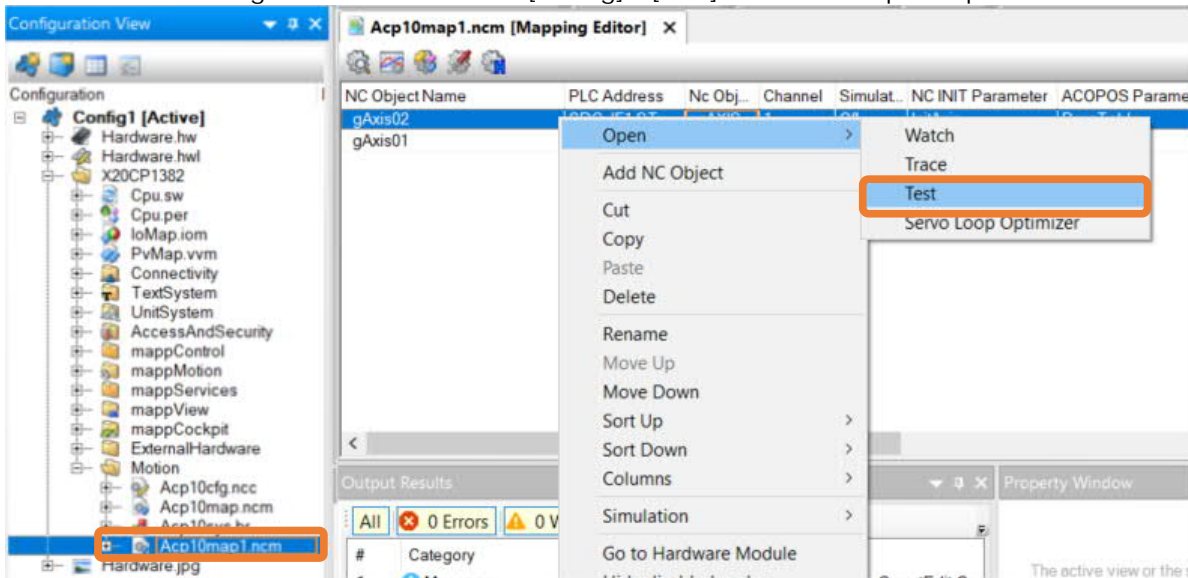 Configuration View
Configuration
Config1 [Active]
Hardware.hw
Hardware.hwl
X20CP1382
Cpu.sw
Cpu.per
IoMap.iom
PvMap.vvm
Connectivity
TextSystem
UnitSystem
AccessAndSecurity
mappControl
mappMotion
mappServices
mappView
mappCockpit
ExternalHardware
Motion
Acp10cfg.ncc
Acp10map.ncm
Acp10sys.br
Acp10map1.ncm
Hardware.jpg
Acp10map1.ncm [Mapping Editor]
NC Object Name PLC Address Nc Obj... Channel Simulat... NC INIT Parameter ACOPOS Parame
gAxis02
gAxis01
Open
Add NC Object
Cut
Copy
Paste
Delete
Rename
Move Up
Move Down
Sort Up
Sort Down
Columns
Simulation
Go to Hardware Module
Watch
Trace
Test
Servo Loop Optimizer
Output Results
All 0 Errors 0 W
# Category
Property Window
The active view or the s